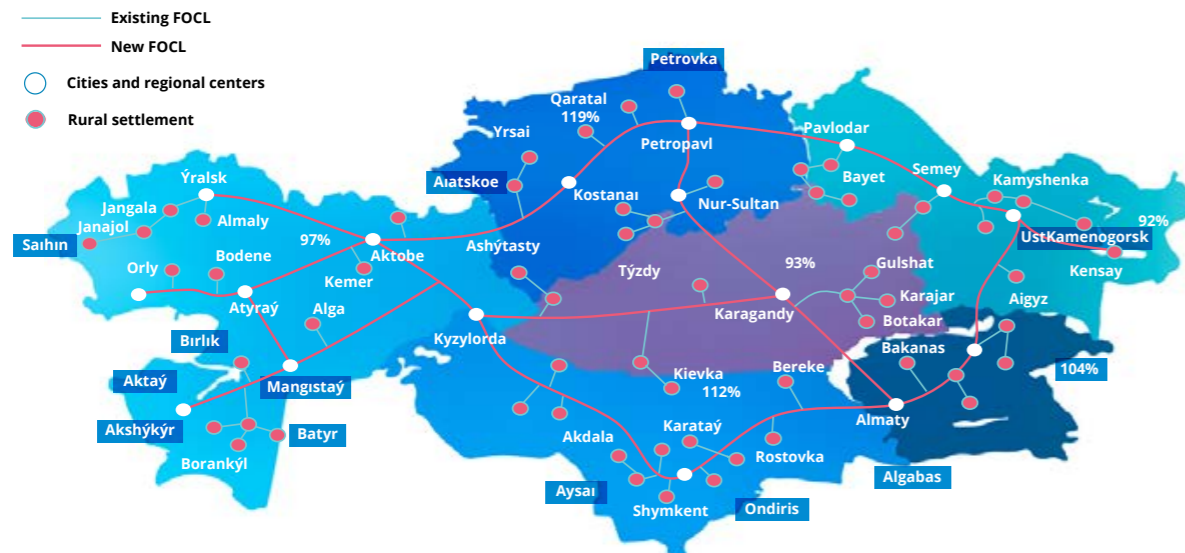 Existing FOCL
New FOCL
Cities and regional centers
Rural settlement
Petrovka
Qaratal
119%
Yrsai
Petropavl
Pavlodar
Aıatskoe
Kostanaı
Nur-Sultan
Bayet
Semey
Kamyshenka
92%
UstKamenogorsk
Kensay
Ýralsk
Jangala
Janajol
Almaly
Saıhın
97%
Aktobe
Kemer
Ashýtasty
Týzdy
93%
Gulshat
Orly
Bodene
Atyraý
Alga
Kyzylorda
Karagandy
Karajar
Botakar
Aigyz
Bırlık
Bakanas
Aktaý
Mangıstaý
Kievka
112%
Bereke
104%
Akshýkýr
Batyr
Borankýl
Akdala
Karataý
Almaty
Rostovka
Aysaı
Shymkent
Ondiris
Algabas